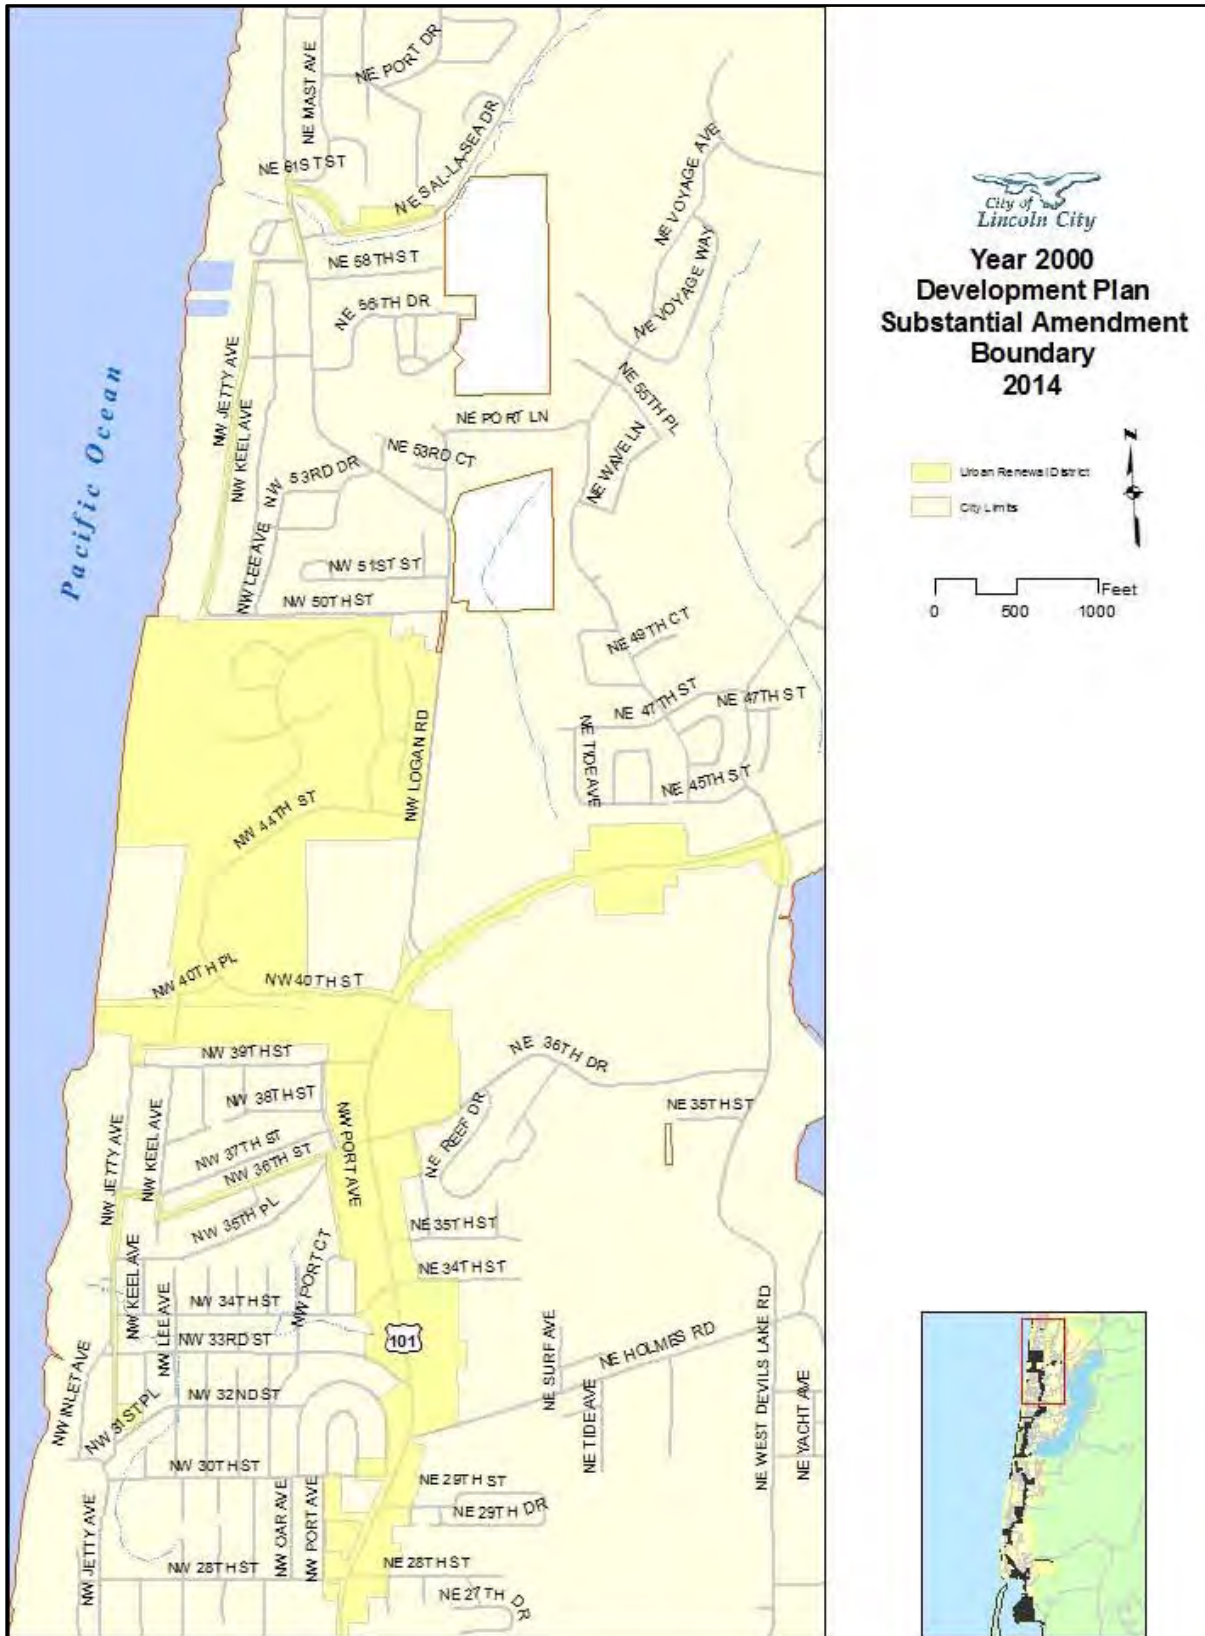 NE MAST AVE
NE PORT DR
NE 61ST ST
NE SAL-LA-SEA DR
NE VOYAGE AVE
NE 58TH ST
NE VOYAGE WAY
NE 56TH DR
NW JETTY AVE
NE 55TH PL
NW KEEL AVE
NE PORT LN
NE 53RD CT
NW 53RD DR
NE WAVE LN
Pacific Ocean
NW LEE AVE
NW 51ST ST
NW 50TH ST
NE 49TH CT
NE 47TH ST
NE 47TH ST
NE TIDE AVE
NW LOGAN RD
NE 45TH ST
NW 44TH ST
NW 40TH PL
NW 40TH ST
NW 39TH ST
NE 36TH DR
NW 38TH ST
NE REEF DR
NE 35TH ST
NW PORT AVE
NW JETTY AVE
NW KEEL AVE
NW 37TH ST
NW 36TH ST
NW 35TH PL
NE 35TH ST
NE 34TH ST
NW KEEL AVE
NW LEE AVE
NW PORT CT
NW 34TH ST
NW 33RD ST
101
NE SURF AVE
NE HOLMES RD
NE WEST DEVILS LAKE RD
NW INLET AVE
NW 31ST PL
NW 32ND ST
NE TIDE AVE
NE YACHT AVE
NW 30TH ST
NE 29TH ST
NE 29TH DR
NW JETTY AVE
NW OAR AVE
NW PORT AVE
NW 28TH ST
NE 28TH ST
NE 27TH DR
City of
Lincoln City
Year 2000
Development Plan
Substantial Amendment
Boundary
2014
N
Urban Renewal District
City Limits
Feet
0 500 1000